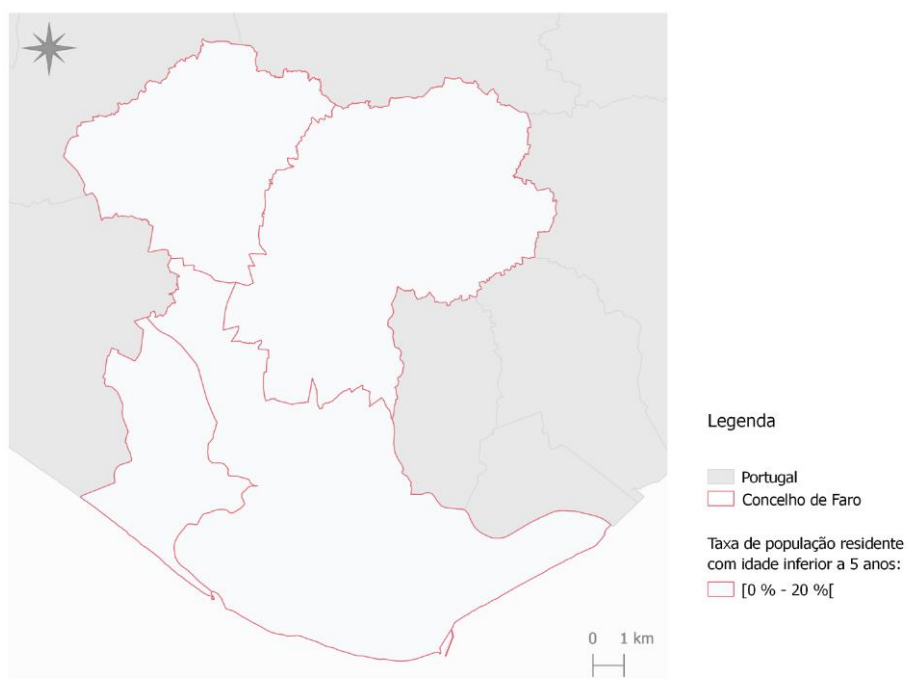 Legenda
Portugal
Concelho de Faro
Taxa de população residente
com idade inferior a 5 anos:
[0 % - 20 %[
0 1 km